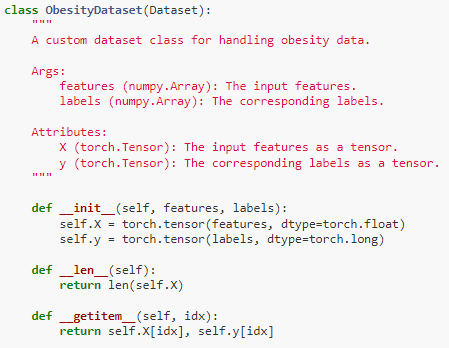 class ObesityDataset(Dataset):
    """
    A custom dataset class for handling obesity data.

    Args:
        features (numpy.Array): The input features.
        labels (numpy.Array): The corresponding labels.

    Attributes:
        X (torch.Tensor): The input features as a tensor.
        y (torch.Tensor): The corresponding labels as a tensor.
    """

    def __init__(self, features, labels):
        self.X = torch.tensor(features, dtype=torch.float)
        self.y = torch.tensor(labels, dtype=torch.long)

    def __len__(self):
        return len(self.X)

    def __getitem__(self, idx):
        return self.X[idx], self.y[idx]